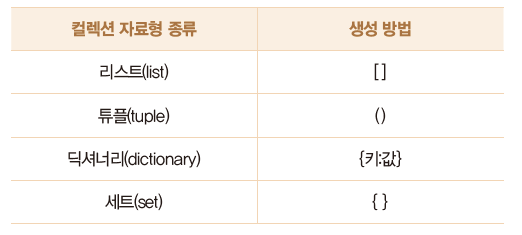 컬렉션 자료형 종류 생성 방법
리스트(list) [ ]
튜플(tuple) ( )
딕셔너리(dictionary) {키:값}
세트(set) { }